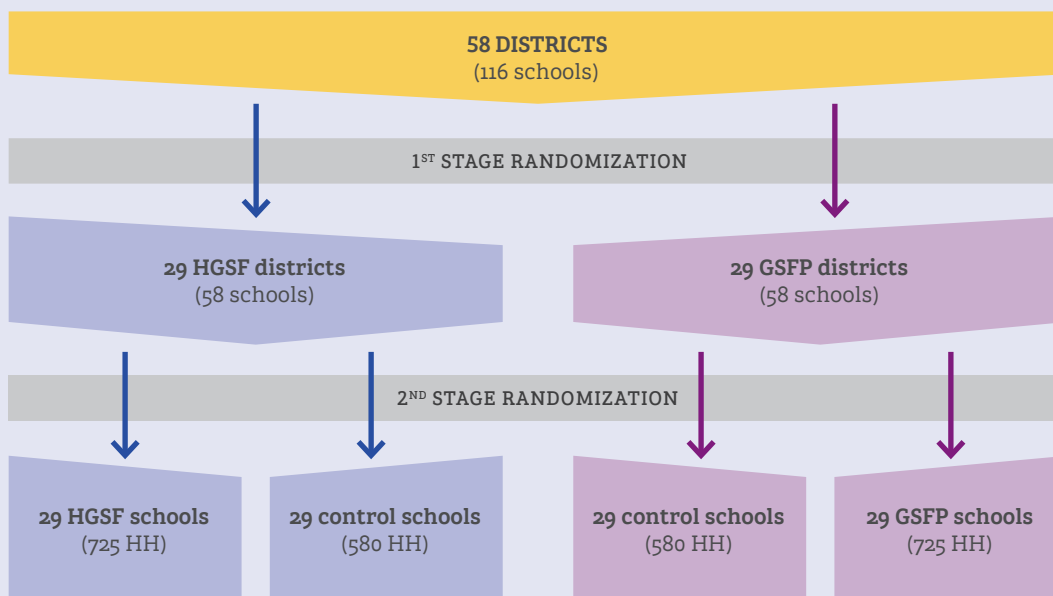 58 DISTRICTS
(116 schools)
1ST STAGE RANDOMIZATION
29 HGSF districts
(58 schools)
29 GSFP districts
(58 schools)
2ND STAGE RANDOMIZATION
29 HGSF schools
(725 HH)
29 control schools
(580 HH)
29 control schools
(580 HH)
29 GSFP schools
(725 HH)